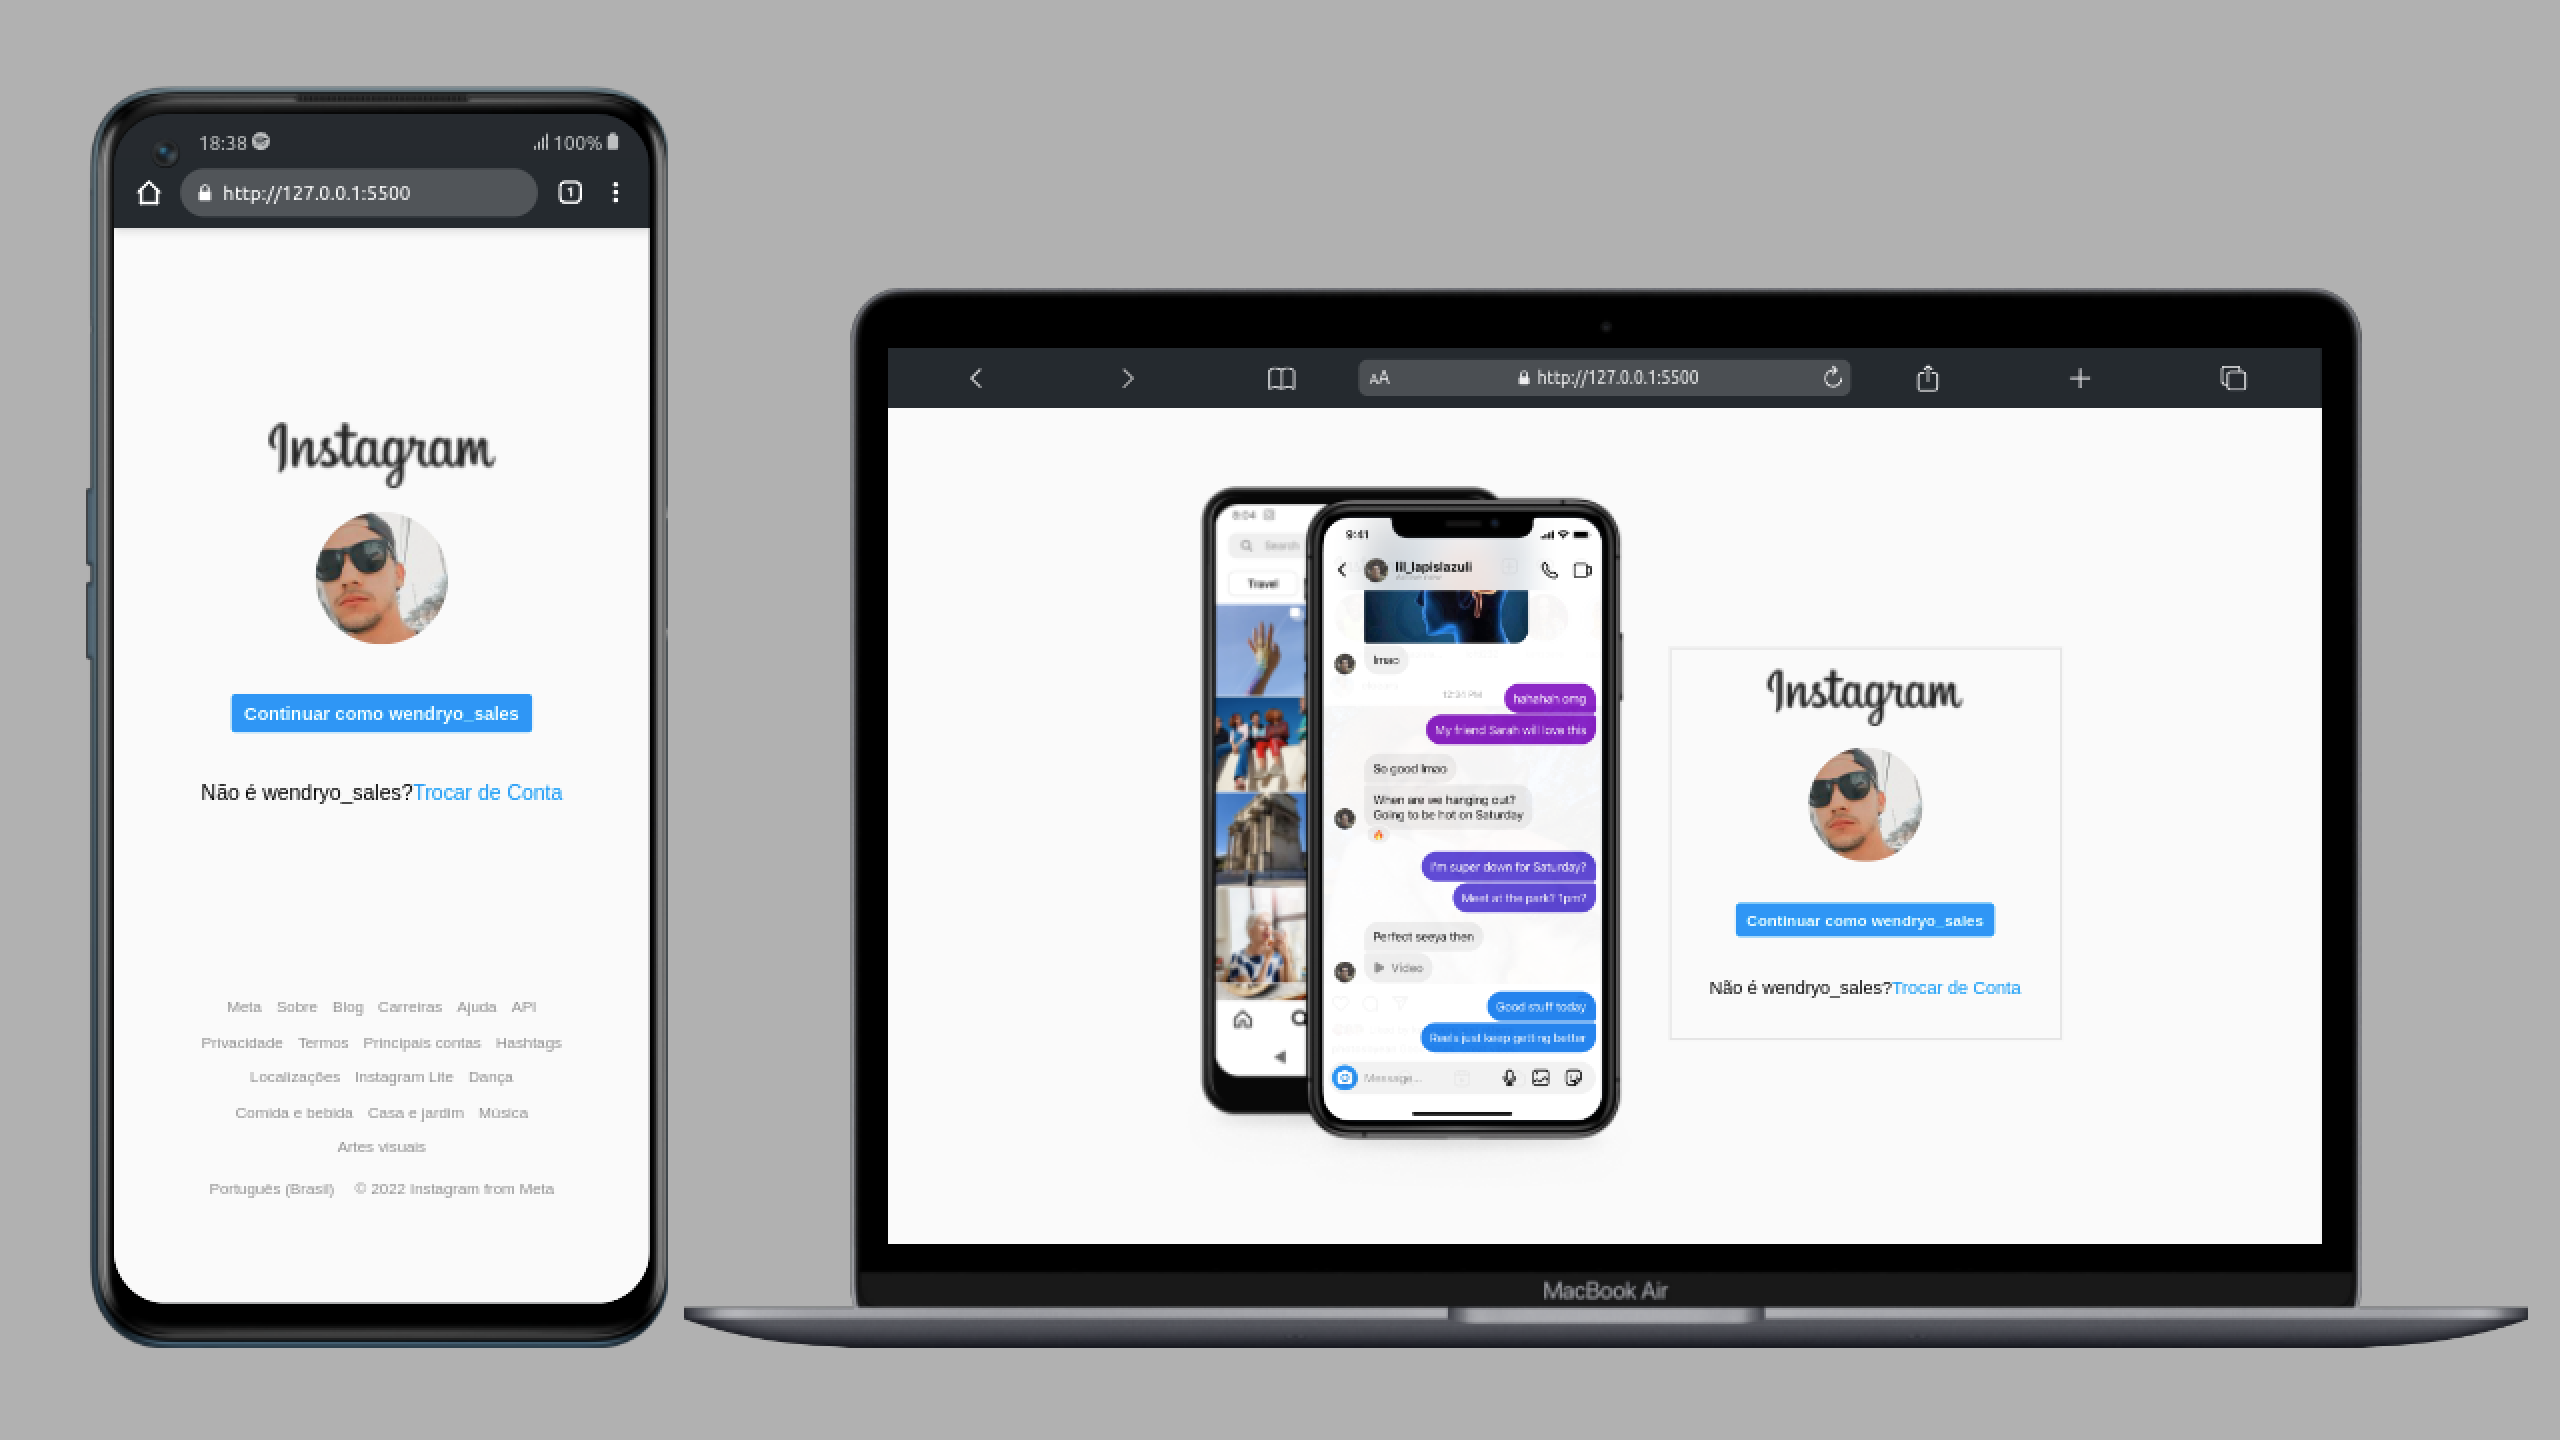 18:38
100%
http://127.0.0.1:5500
1
Instagram
Continuar como wendryo_sales
Não é wendryo_sales?Trocar de Conta
Meta Sobre Blog Carreiras Ajuda API
Privacidade Termos Principais contas Hashtags
Localizações Instagram Lite Dança
Comida e bebida Casa e jardim Música
Artes visuais
Português (Brasil) © 2022 Instagram from Meta
AA http://127.0.0.1:5500
8:04
Search
Travel
9:41
lil_lapislazuli
Active now
lmao
12:34 PM
hahahah omg
My friend Sarah will love this
So good lmao
When are we hanging out?
Going to be hot on Saturday
I'm super down for Saturday?
Meet at the park? 1pm?
Perfect seeya then
Video
Good stuff today
Reels just keep getting better
Message...
Instagram
Continuar como wendryo_sales
Não é wendryo_sales?Trocar de Conta
MacBook Air